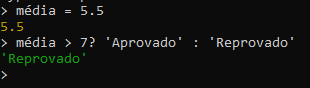 > média = 5.5
5.5
> média > 7? 'Aprovado' : 'Reprovado'
'Reprovado'
>